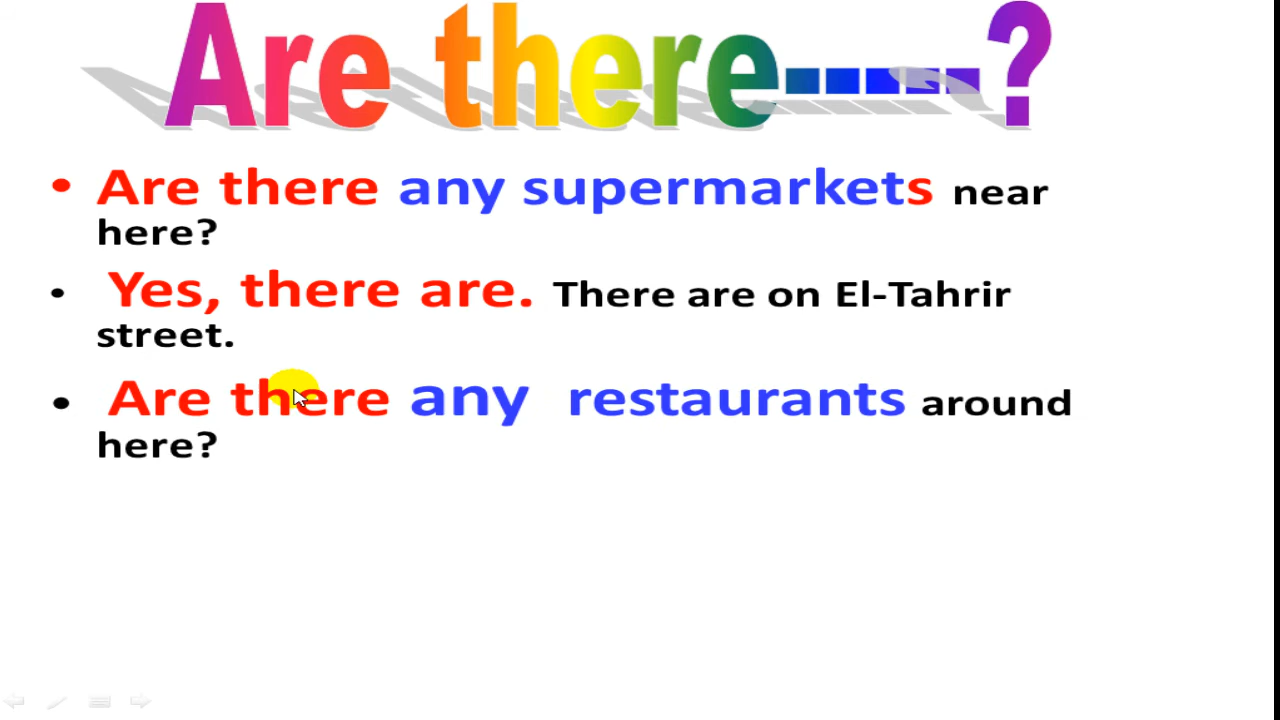 Are there-----?
• Are there any supermarkets near
here?
• Yes, there are. There are on El-Tahrir
street.
• Are there any restaurants around
here?